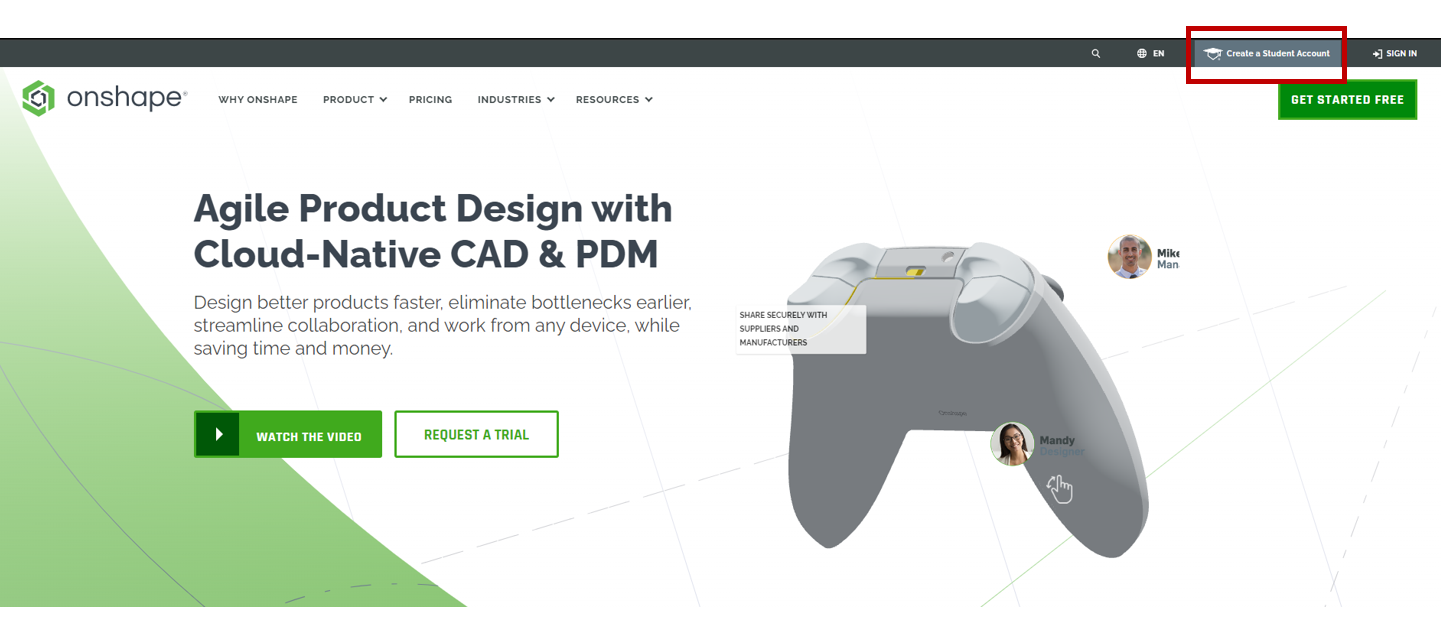 EN
Create a Student Account
SIGN IN
onshape®
WHY ONSHAPE
PRODUCT
PRICING
INDUSTRIES
RESOURCES
GET STARTED FREE
Agile Product Design with
Cloud-Native CAD & PDM
Design better products faster, eliminate bottlenecks earlier,
streamline collaboration, and work from any device, while
saving time and money.
WATCH THE VIDEO
REQUEST A TRIAL
Mike
Man
SHARE SECURELY WITH
SUPPLIERS AND
MANUFACTURERS
Onshape
Mandy
Designer